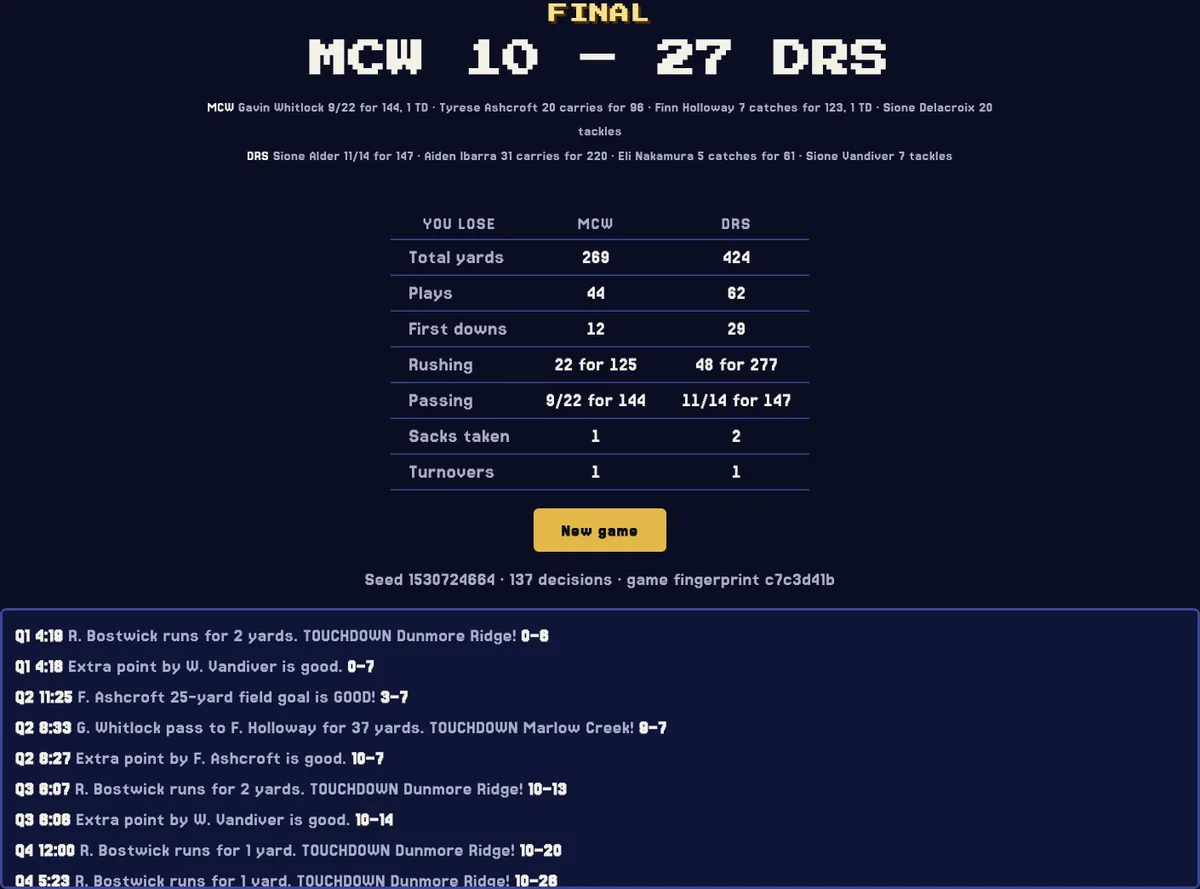 FINAL
MCW 10 — 27 DRS
MCW Gavin Whitlock 9/22 for 144, 1 TD · Tyrese Ashcroft 20 carries for 96 · Finn Holloway 7 catches for 123, 1 TD · Sione Delacroix 20
tackles
DRS Sione Alder 11/14 for 147 · Aiden Ibarra 31 carries for 220 · Eli Nakamura 5 catches for 61 · Sione Vandiver 7 tackles
YOU LOSE MCW DRS
Total yards 269 424
Plays 44 62
First downs 12 29
Rushing 22 for 125 48 for 277
Passing 9/22 for 144 11/14 for 147
Sacks taken 1 2
Turnovers 1 1
New game
Seed 1530724664 · 137 decisions · game fingerprint c7c3d41b
Q1 4:19 R. Bostwick runs for 2 yards. TOUCHDOWN Dunmore Ridge! 0–6
Q1 4:18 Extra point by W. Vandiver is good. 0–7
Q2 11:25 F. Ashcroft 25-yard field goal is GOOD! 3–7
Q2 8:33 G. Whitlock pass to F. Holloway for 37 yards. TOUCHDOWN Marlow Creek! 9–7
Q2 8:27 Extra point by F. Ashcroft is good. 10–7
Q3 6:07 R. Bostwick runs for 2 yards. TOUCHDOWN Dunmore Ridge! 10–13
Q3 6:06 Extra point by W. Vandiver is good. 10–14
Q4 12:00 R. Bostwick runs for 1 yard. TOUCHDOWN Dunmore Ridge! 10–20
Q4 5:23 R. Bostwick runs for 1 yard. TOUCHDOWN Dunmore Ridge! 10–26